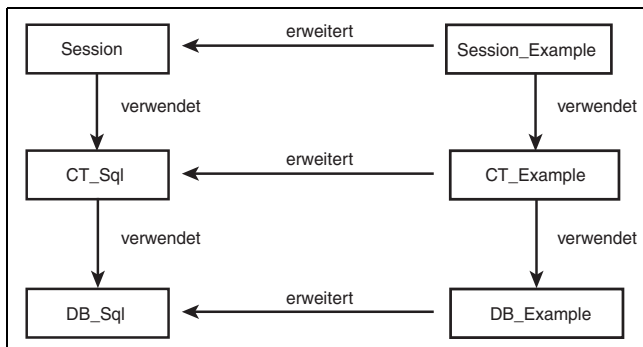 Session
erweitert
Session_Example
verwendet
verwendet
CT_Sql
erweitert
CT_Example
verwendet
verwendet
DB_Sql
erweitert
DB_Example